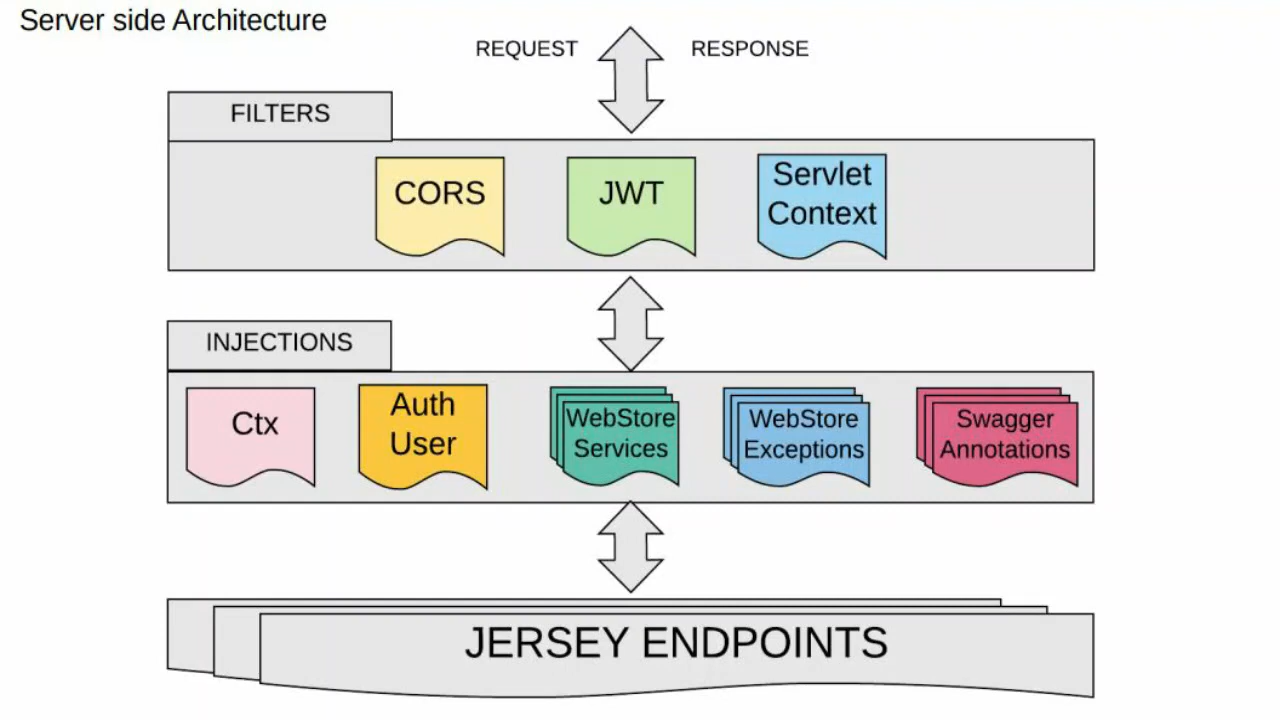 Server side Architecture
REQUEST
RESPONSE
FILTERS
CORS
JWT
Servlet
Context
INJECTIONS
Ctx
Auth
User
WebStore
Services
WebStore
Exceptions
Swagger
Annotations
JERSEY ENDPOINTS